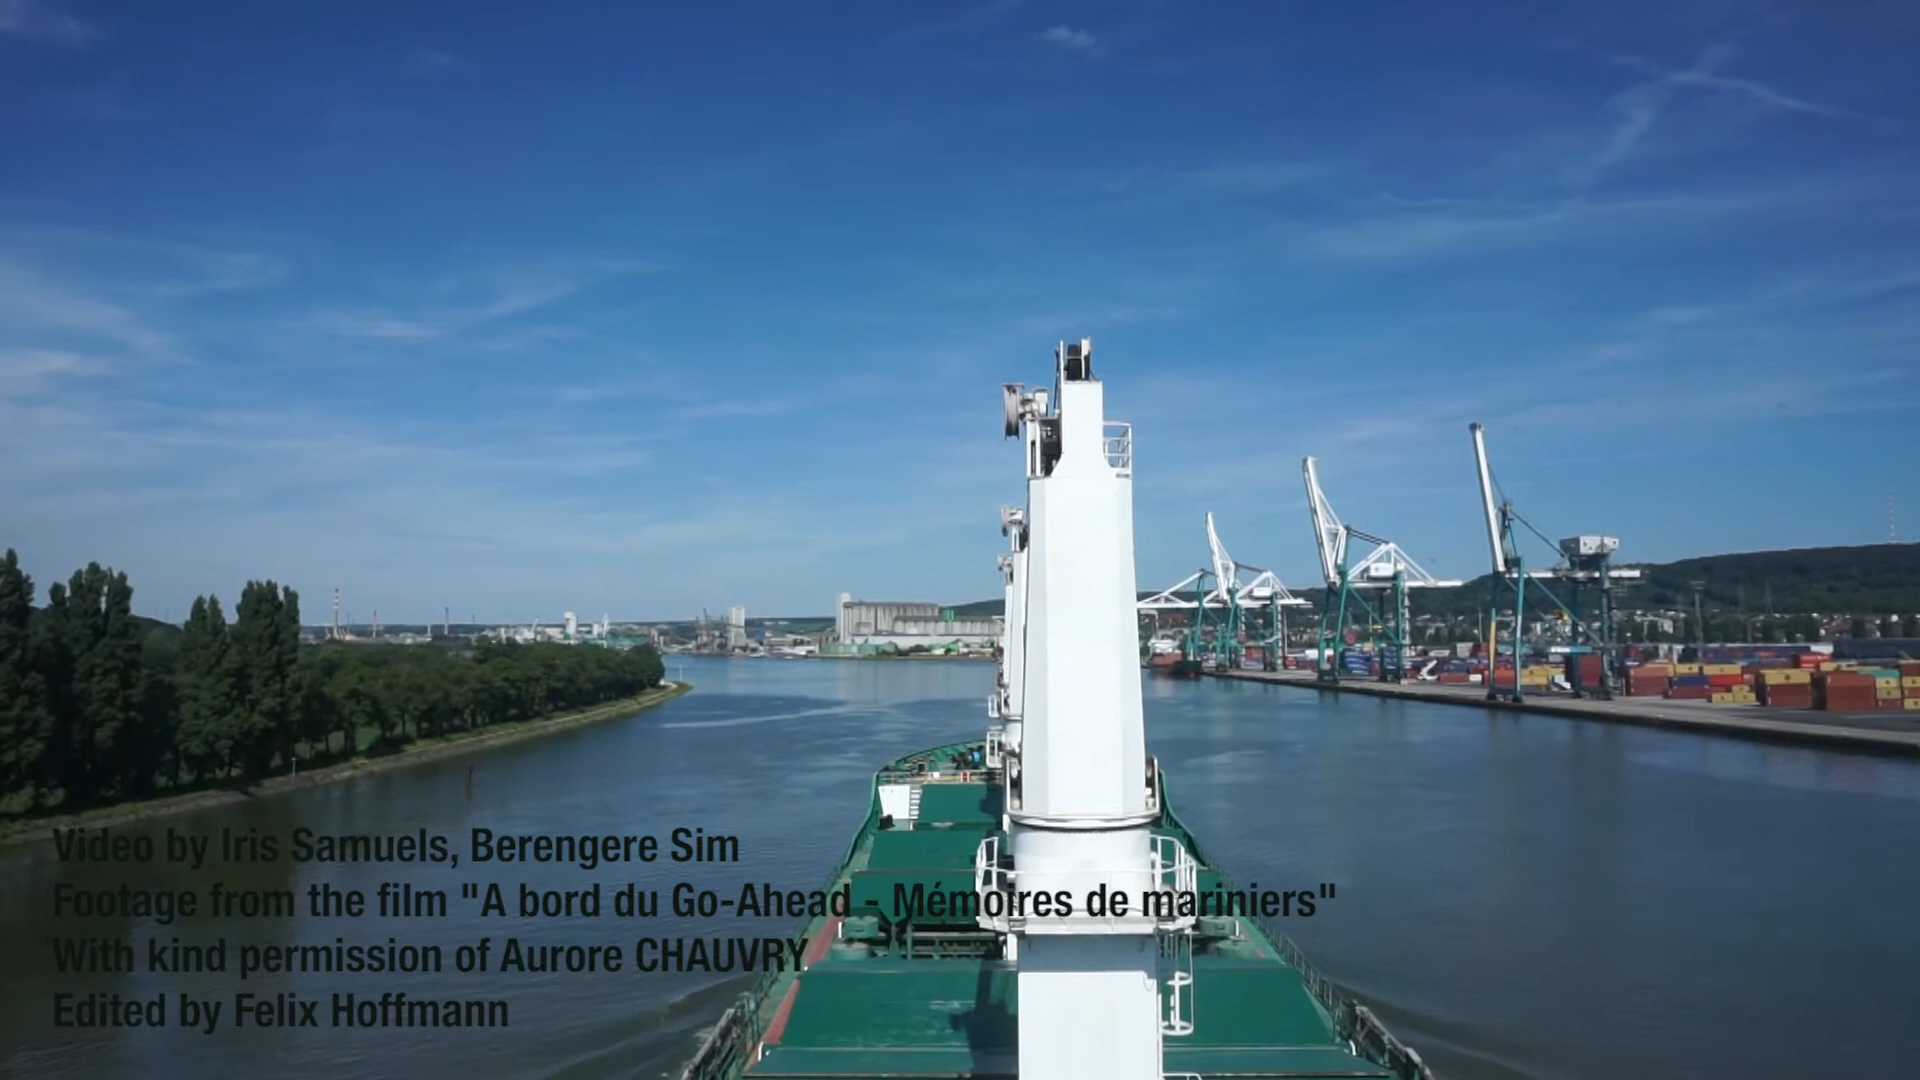 Video by Iris Samuels, Berengere Sim
Footage from the film "A bord du Go-Ahead - Mémoires de mariniers"
With kind permission of Aurore CHAUVRY
Edited by Felix Hoffmann